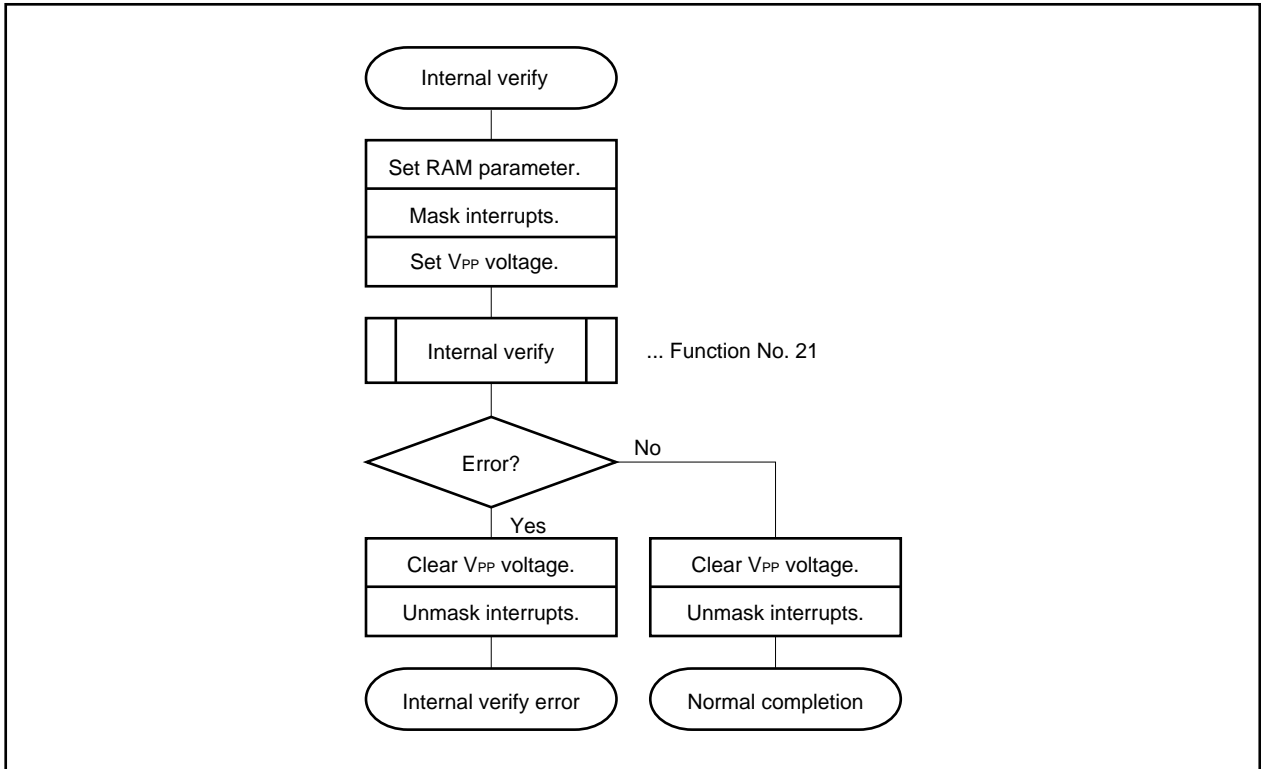 Internal verify
Set RAM parameter.
Mask interrupts.
Set VPP voltage.
Internal verify ... Function No. 21
Error?
No
Yes
Clear VPP voltage. Clear VPP voltage.
Unmask interrupts. Unmask interrupts.
Internal verify error Normal completion